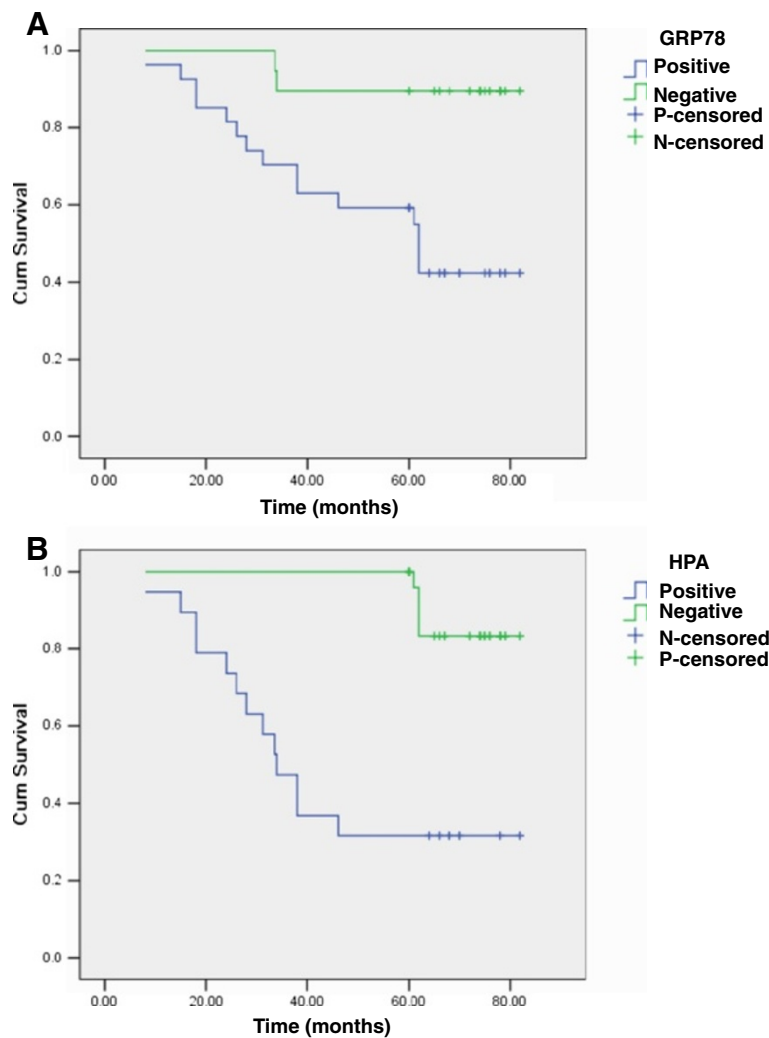 A
GRP78
Positive
Negative
P-censored
N-censored
1.0
0.8
0.6
0.4
0.2
0.0
Cum Survival
0.00 20.00 40.00 60.00 80.00
Time (months)
B
HPA
Positive
Negative
N-censored
P-censored
1.0
0.8
0.6
0.4
0.2
0.0
Cum Survival
0.00 20.00 40.00 60.00 80.00
Time (months)